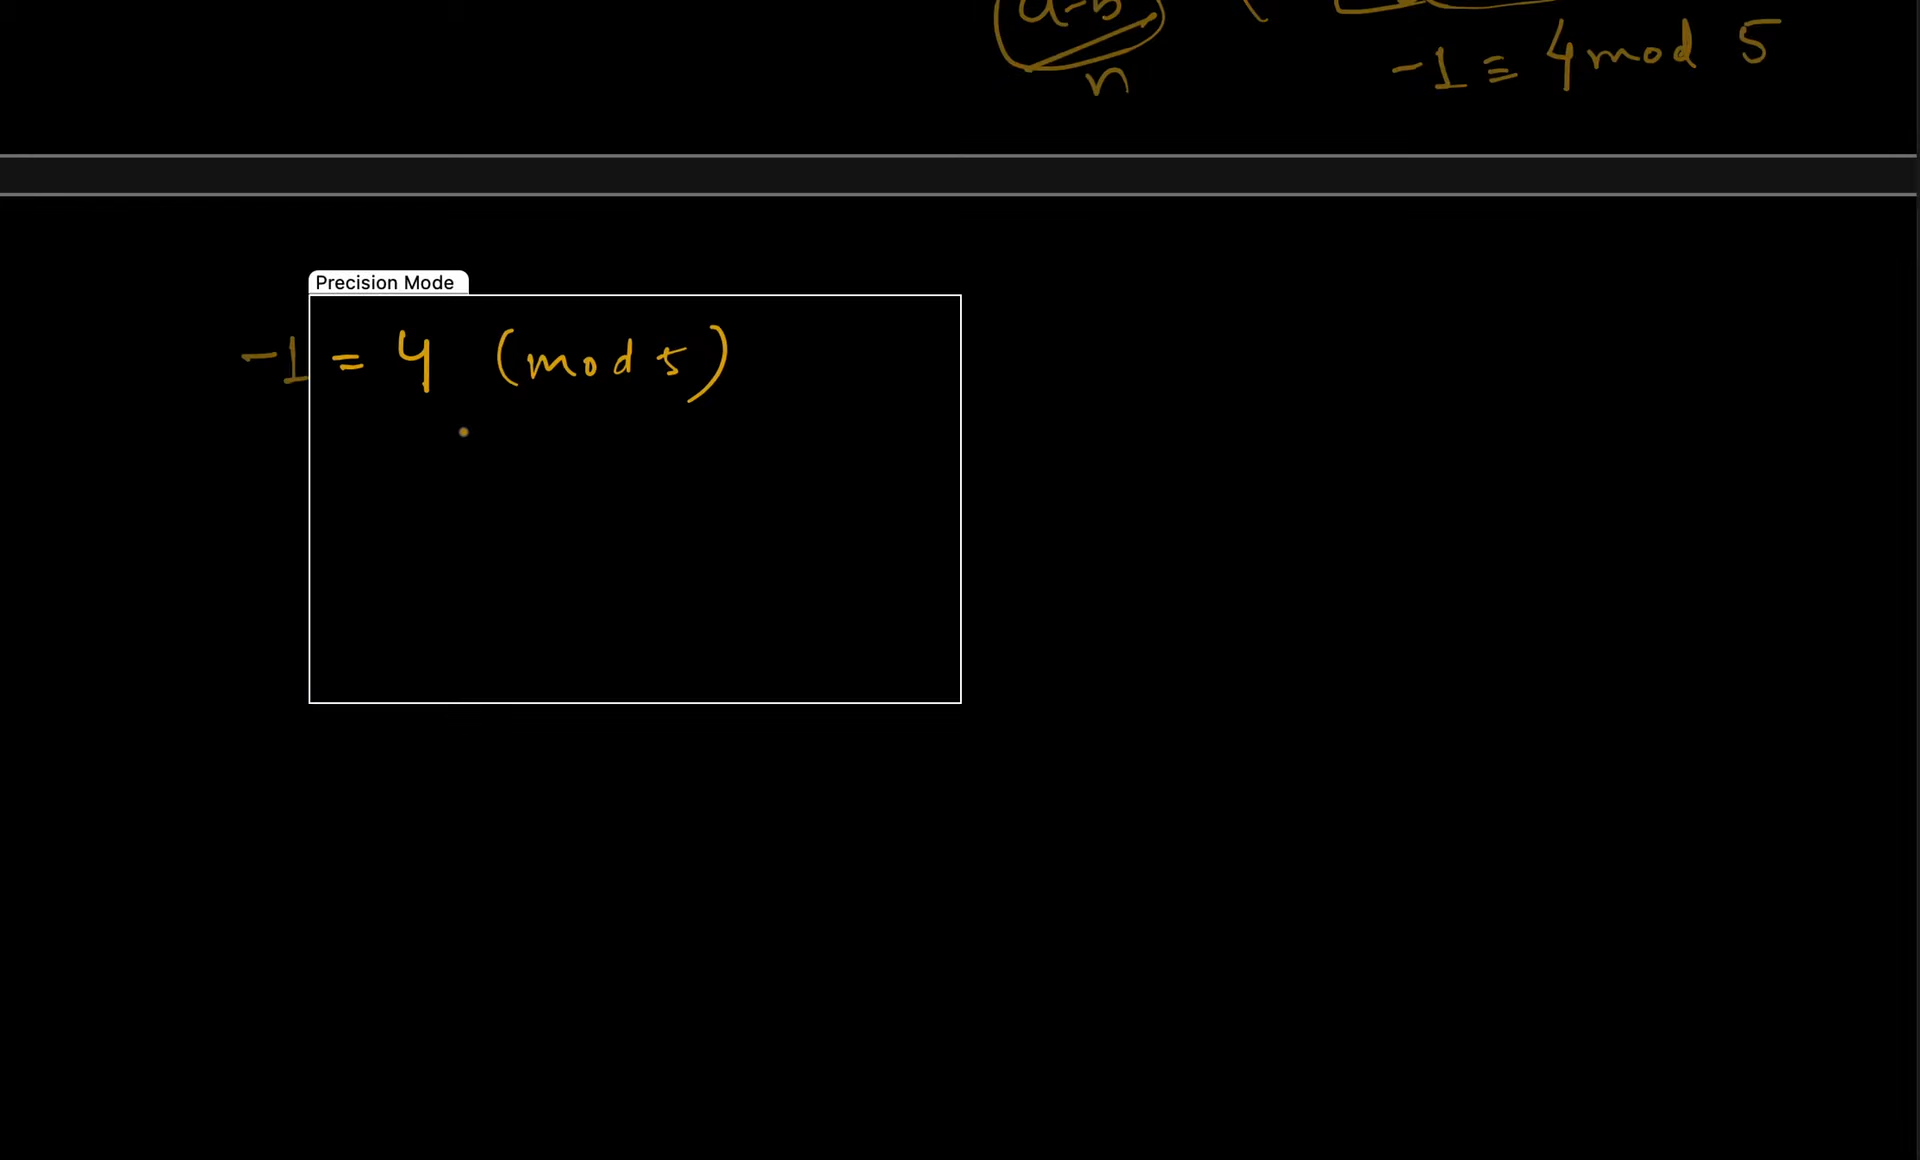 a-b
n
-1 ≡ 4 mod 5
Precision Mode
-1 = 4 (mod 5)